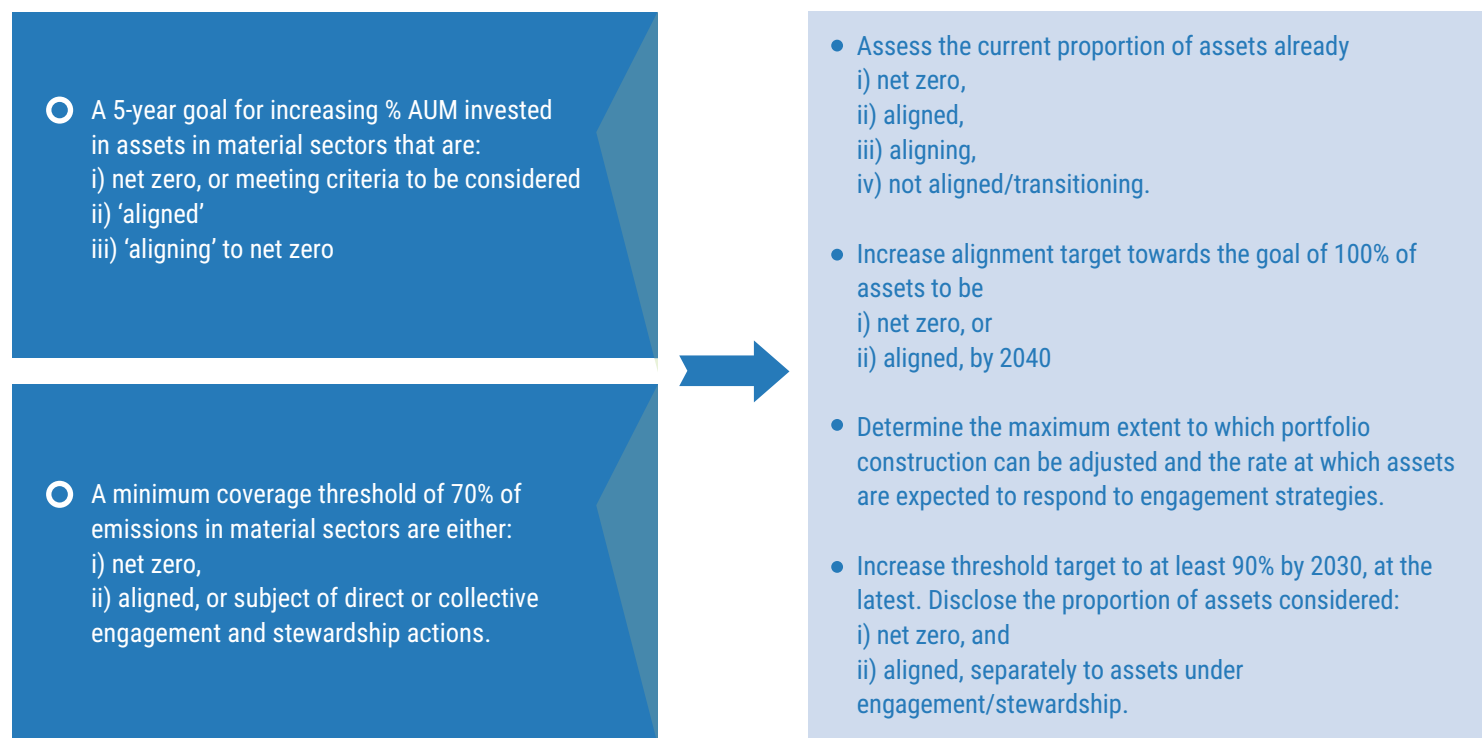 A 5-year goal for increasing % AUM invested
in assets in material sectors that are:
i) net zero, or meeting criteria to be considered
ii) ‘aligned’
iii) ‘aligning’ to net zero
A minimum coverage threshold of 70% of
emissions in material sectors are either:
i) net zero,
ii) aligned, or subject of direct or collective
engagement and stewardship actions.
Assess the current proportion of assets already
i) net zero,
ii) aligned,
iii) aligning,
iv) not aligned/transitioning.
Increase alignment target towards the goal of 100% of
assets to be
i) net zero, or
ii) aligned, by 2040
Determine the maximum extent to which portfolio
construction can be adjusted and the rate at which assets
are expected to respond to engagement strategies.
Increase threshold target to at least 90% by 2030, at the
latest. Disclose the proportion of assets considered:
i) net zero, and
ii) aligned, separately to assets under
engagement/stewardship.